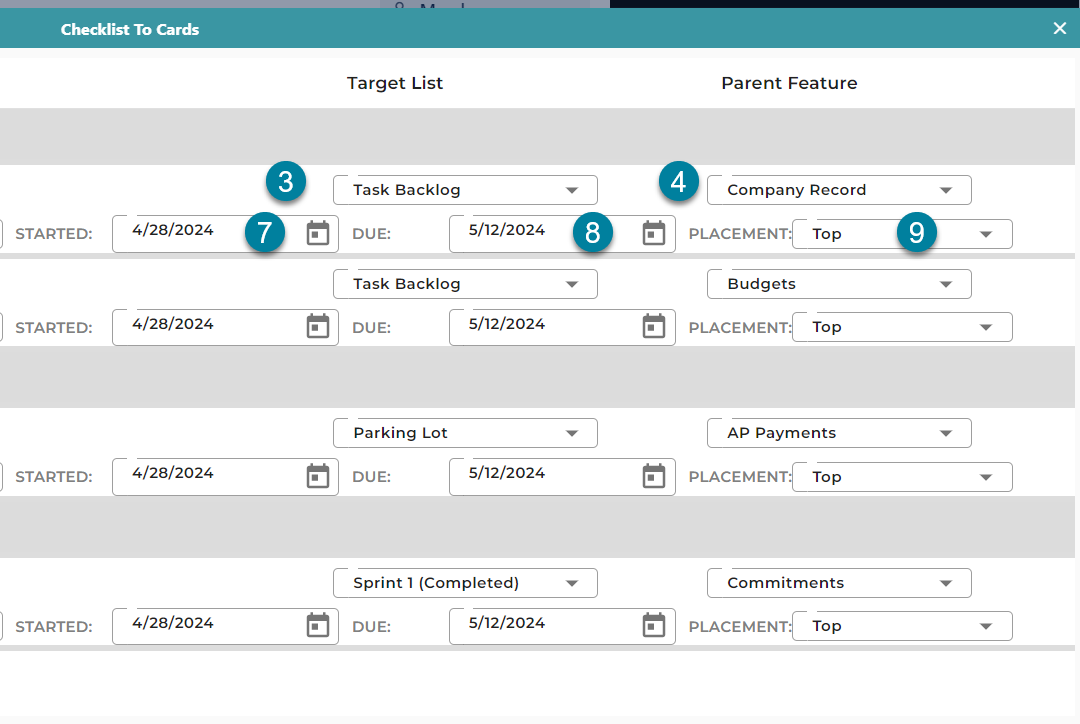 Checklist To Cards
Target List Parent Feature
3 Task Backlog 4 Company Record
STARTED: 4/28/2024 7 DUE: 5/12/2024 8 PLACEMENT: Top 9
Task Backlog Budgets
STARTED: 4/28/2024 DUE: 5/12/2024 PLACEMENT: Top
Parking Lot AP Payments
STARTED: 4/28/2024 DUE: 5/12/2024 PLACEMENT: Top
Sprint 1 (Completed) Commitments
STARTED: 4/28/2024 DUE: 5/12/2024 PLACEMENT: Top